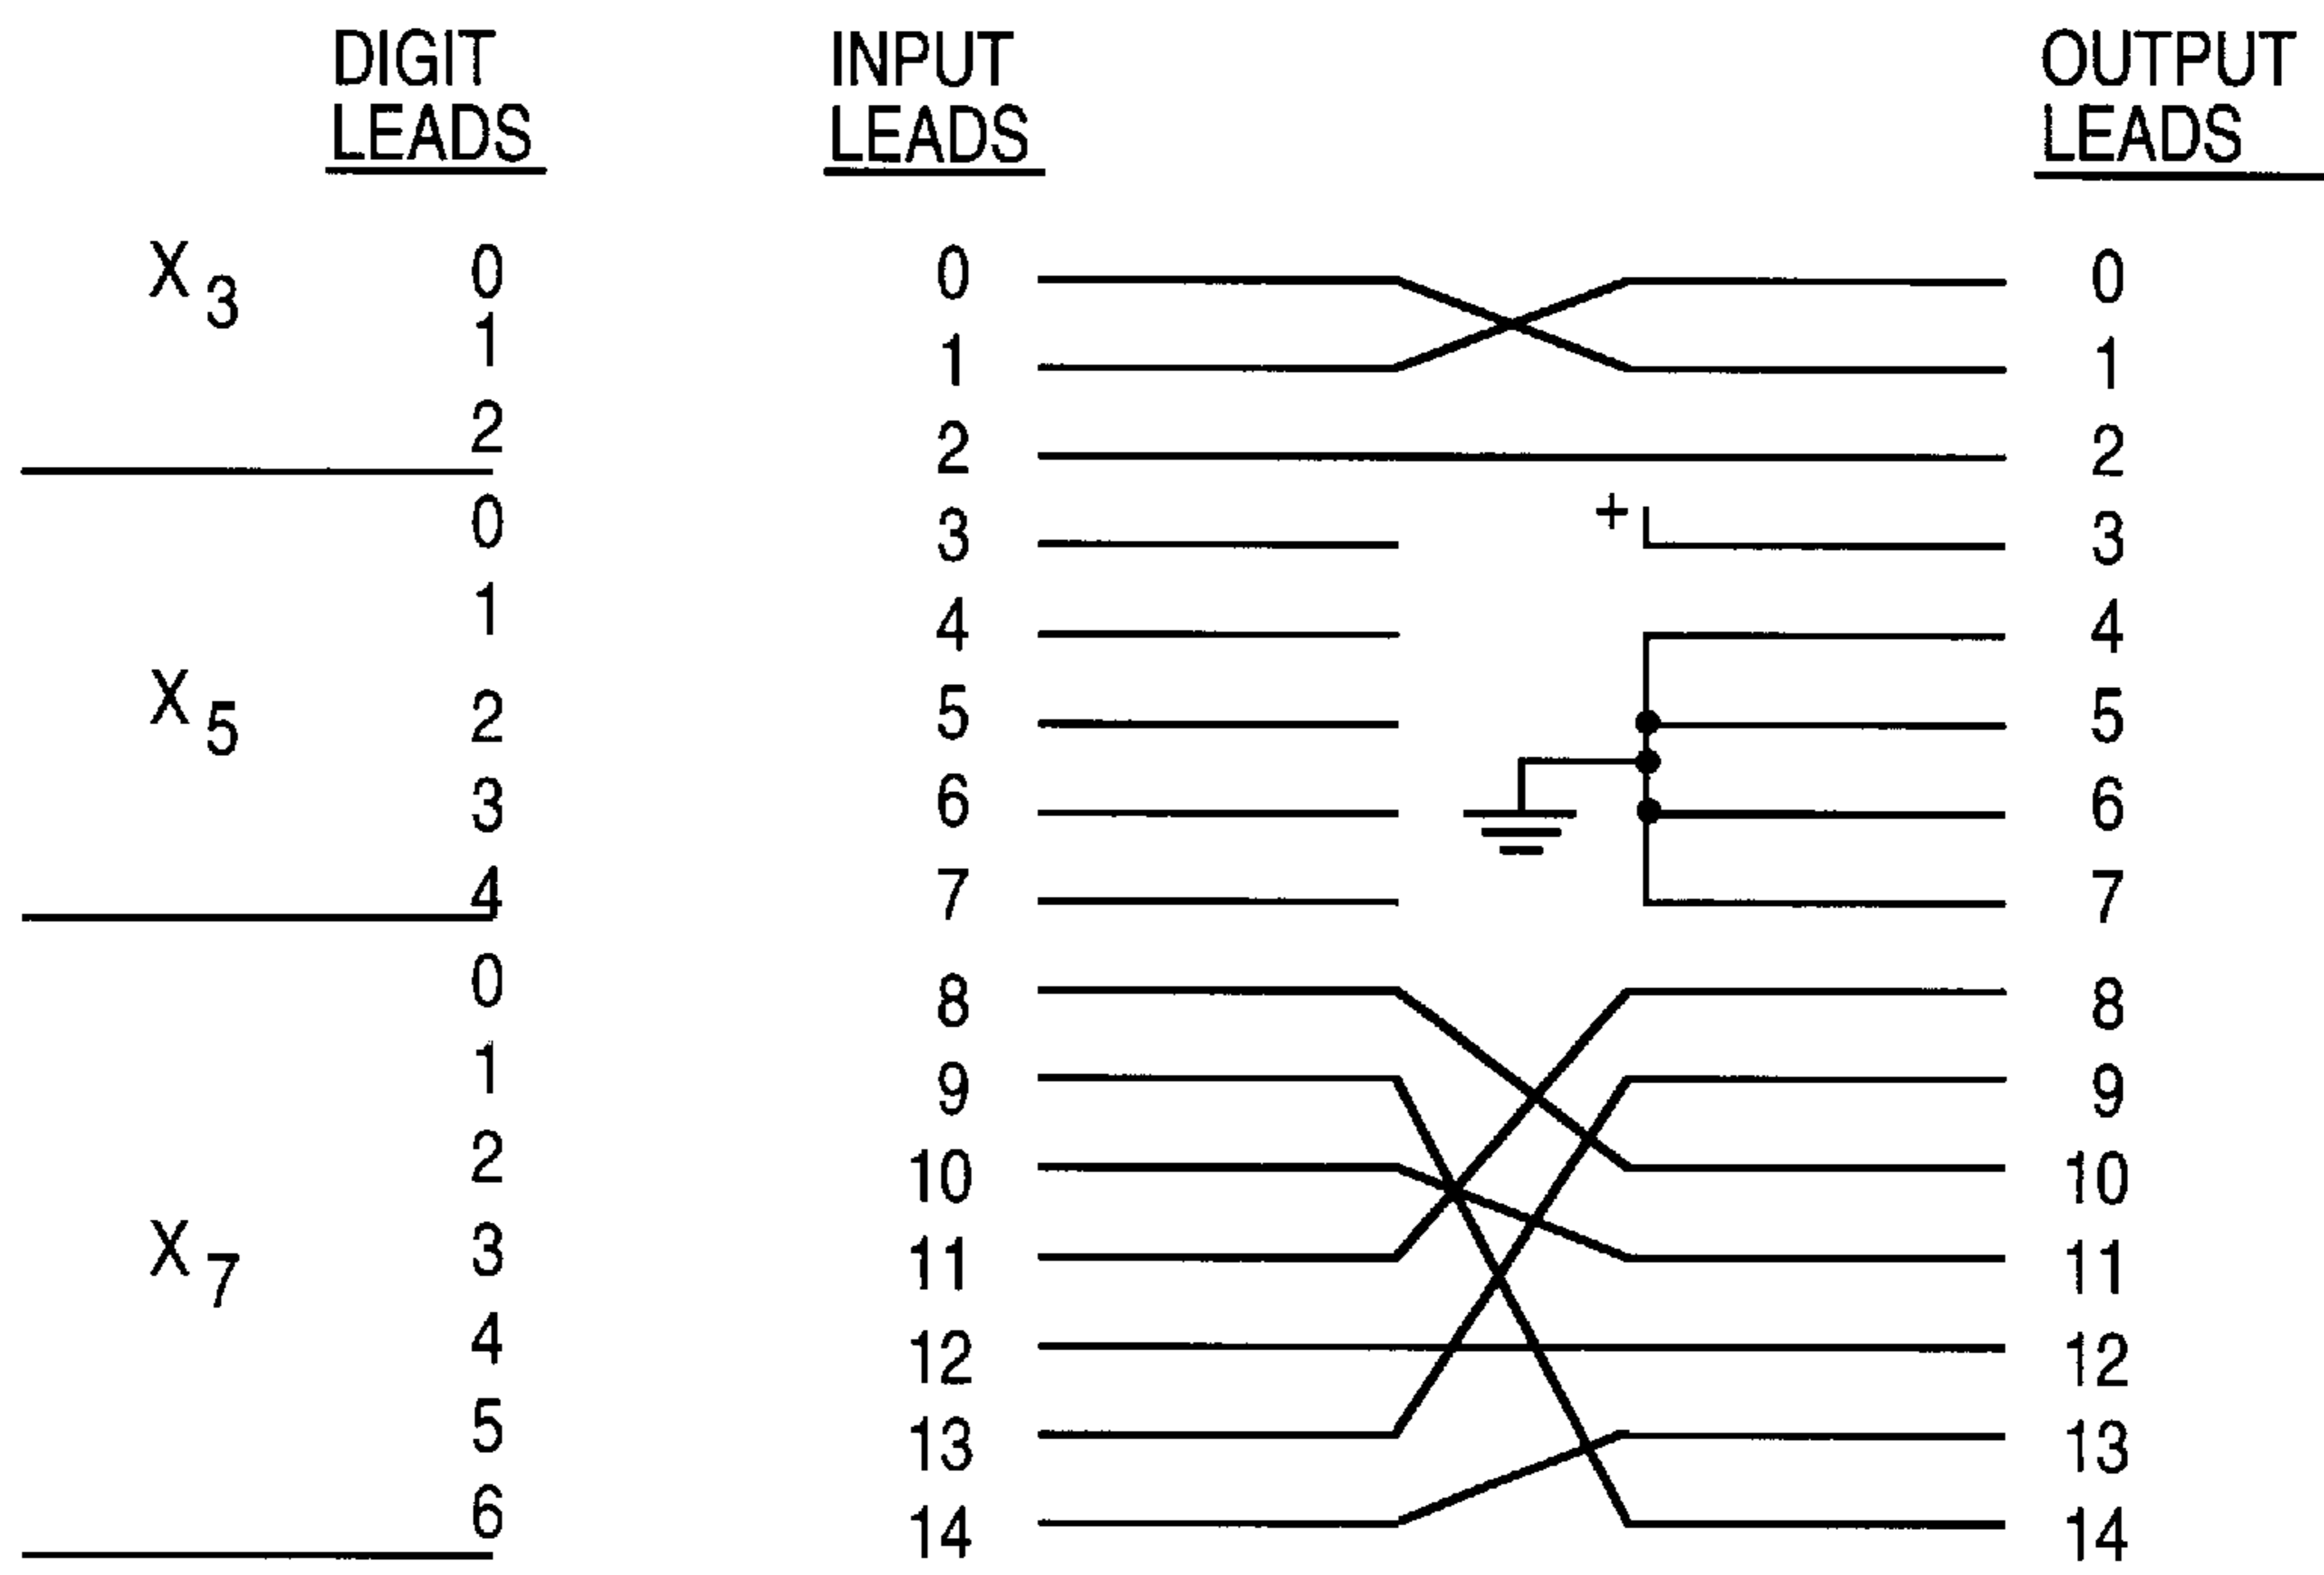 DIGIT LEADS INPUT LEADS OUTPUT LEADS
X3 0 0 0
1 1 1
2 2 2
0 3 + 3
1 4 4
X5 2 5 5
3 6 6
4 7 7
0 8 8
1 9 9
2 10 10
X7 3 11 11
4 12 12
5 13 13
6 14 14